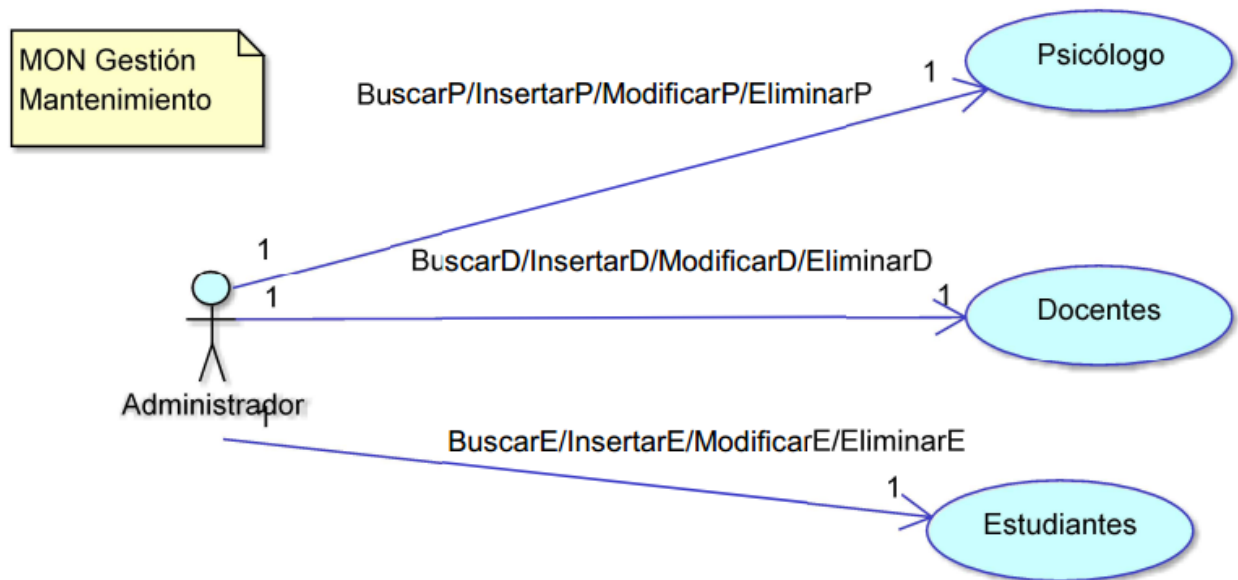 MON Gestión
Mantenimiento
Psicólogo
1
BuscarP/InsertarP/ModificarP/EliminarP
1
BuscarD/InsertarD/ModificarD/EliminarD
1
1
Docentes
Administrador
1
BuscarE/InsertarE/ModificarE/EliminarE
1
Estudiantes